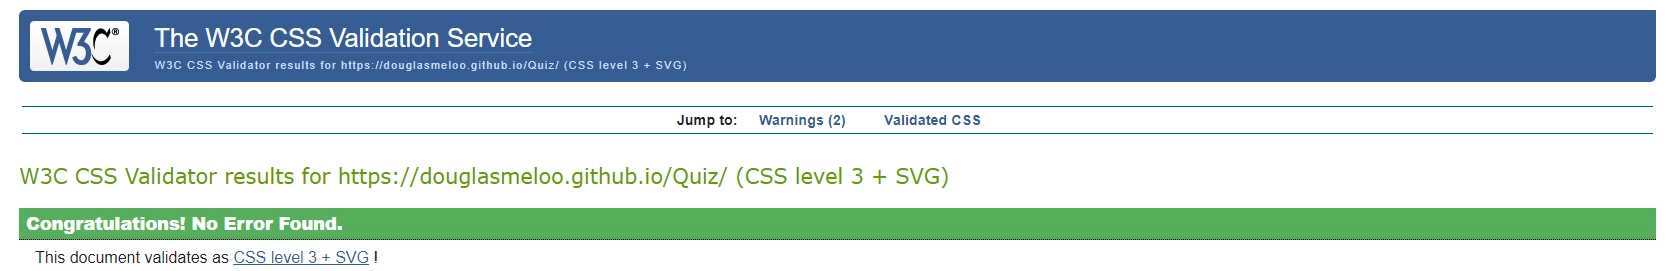 W3C®
The W3C CSS Validation Service
W3C CSS Validator results for https://douglasmeloo.github.io/Quiz/ (CSS level 3 + SVG)
Jump to: Warnings (2) Validated CSS
W3C CSS Validator results for https://douglasmeloo.github.io/Quiz/ (CSS level 3 + SVG)
Congratulations! No Error Found.
This document validates as CSS level 3 + SVG !